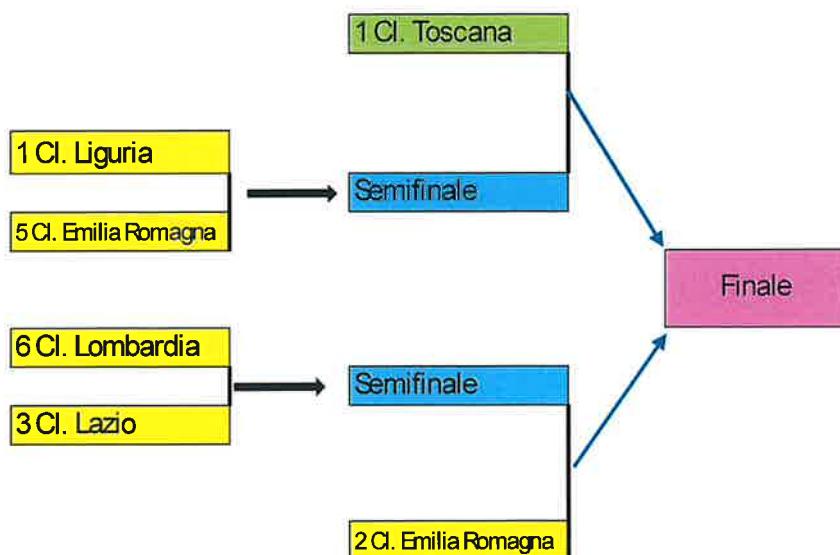 1 Cl. Toscana
1 Cl. Liguria
Semifinale
5 Cl. Emilia Romagna
Finale
6 Cl. Lombardia
Semifinale
3 Cl. Lazio
2 Cl. Emilia Romagna